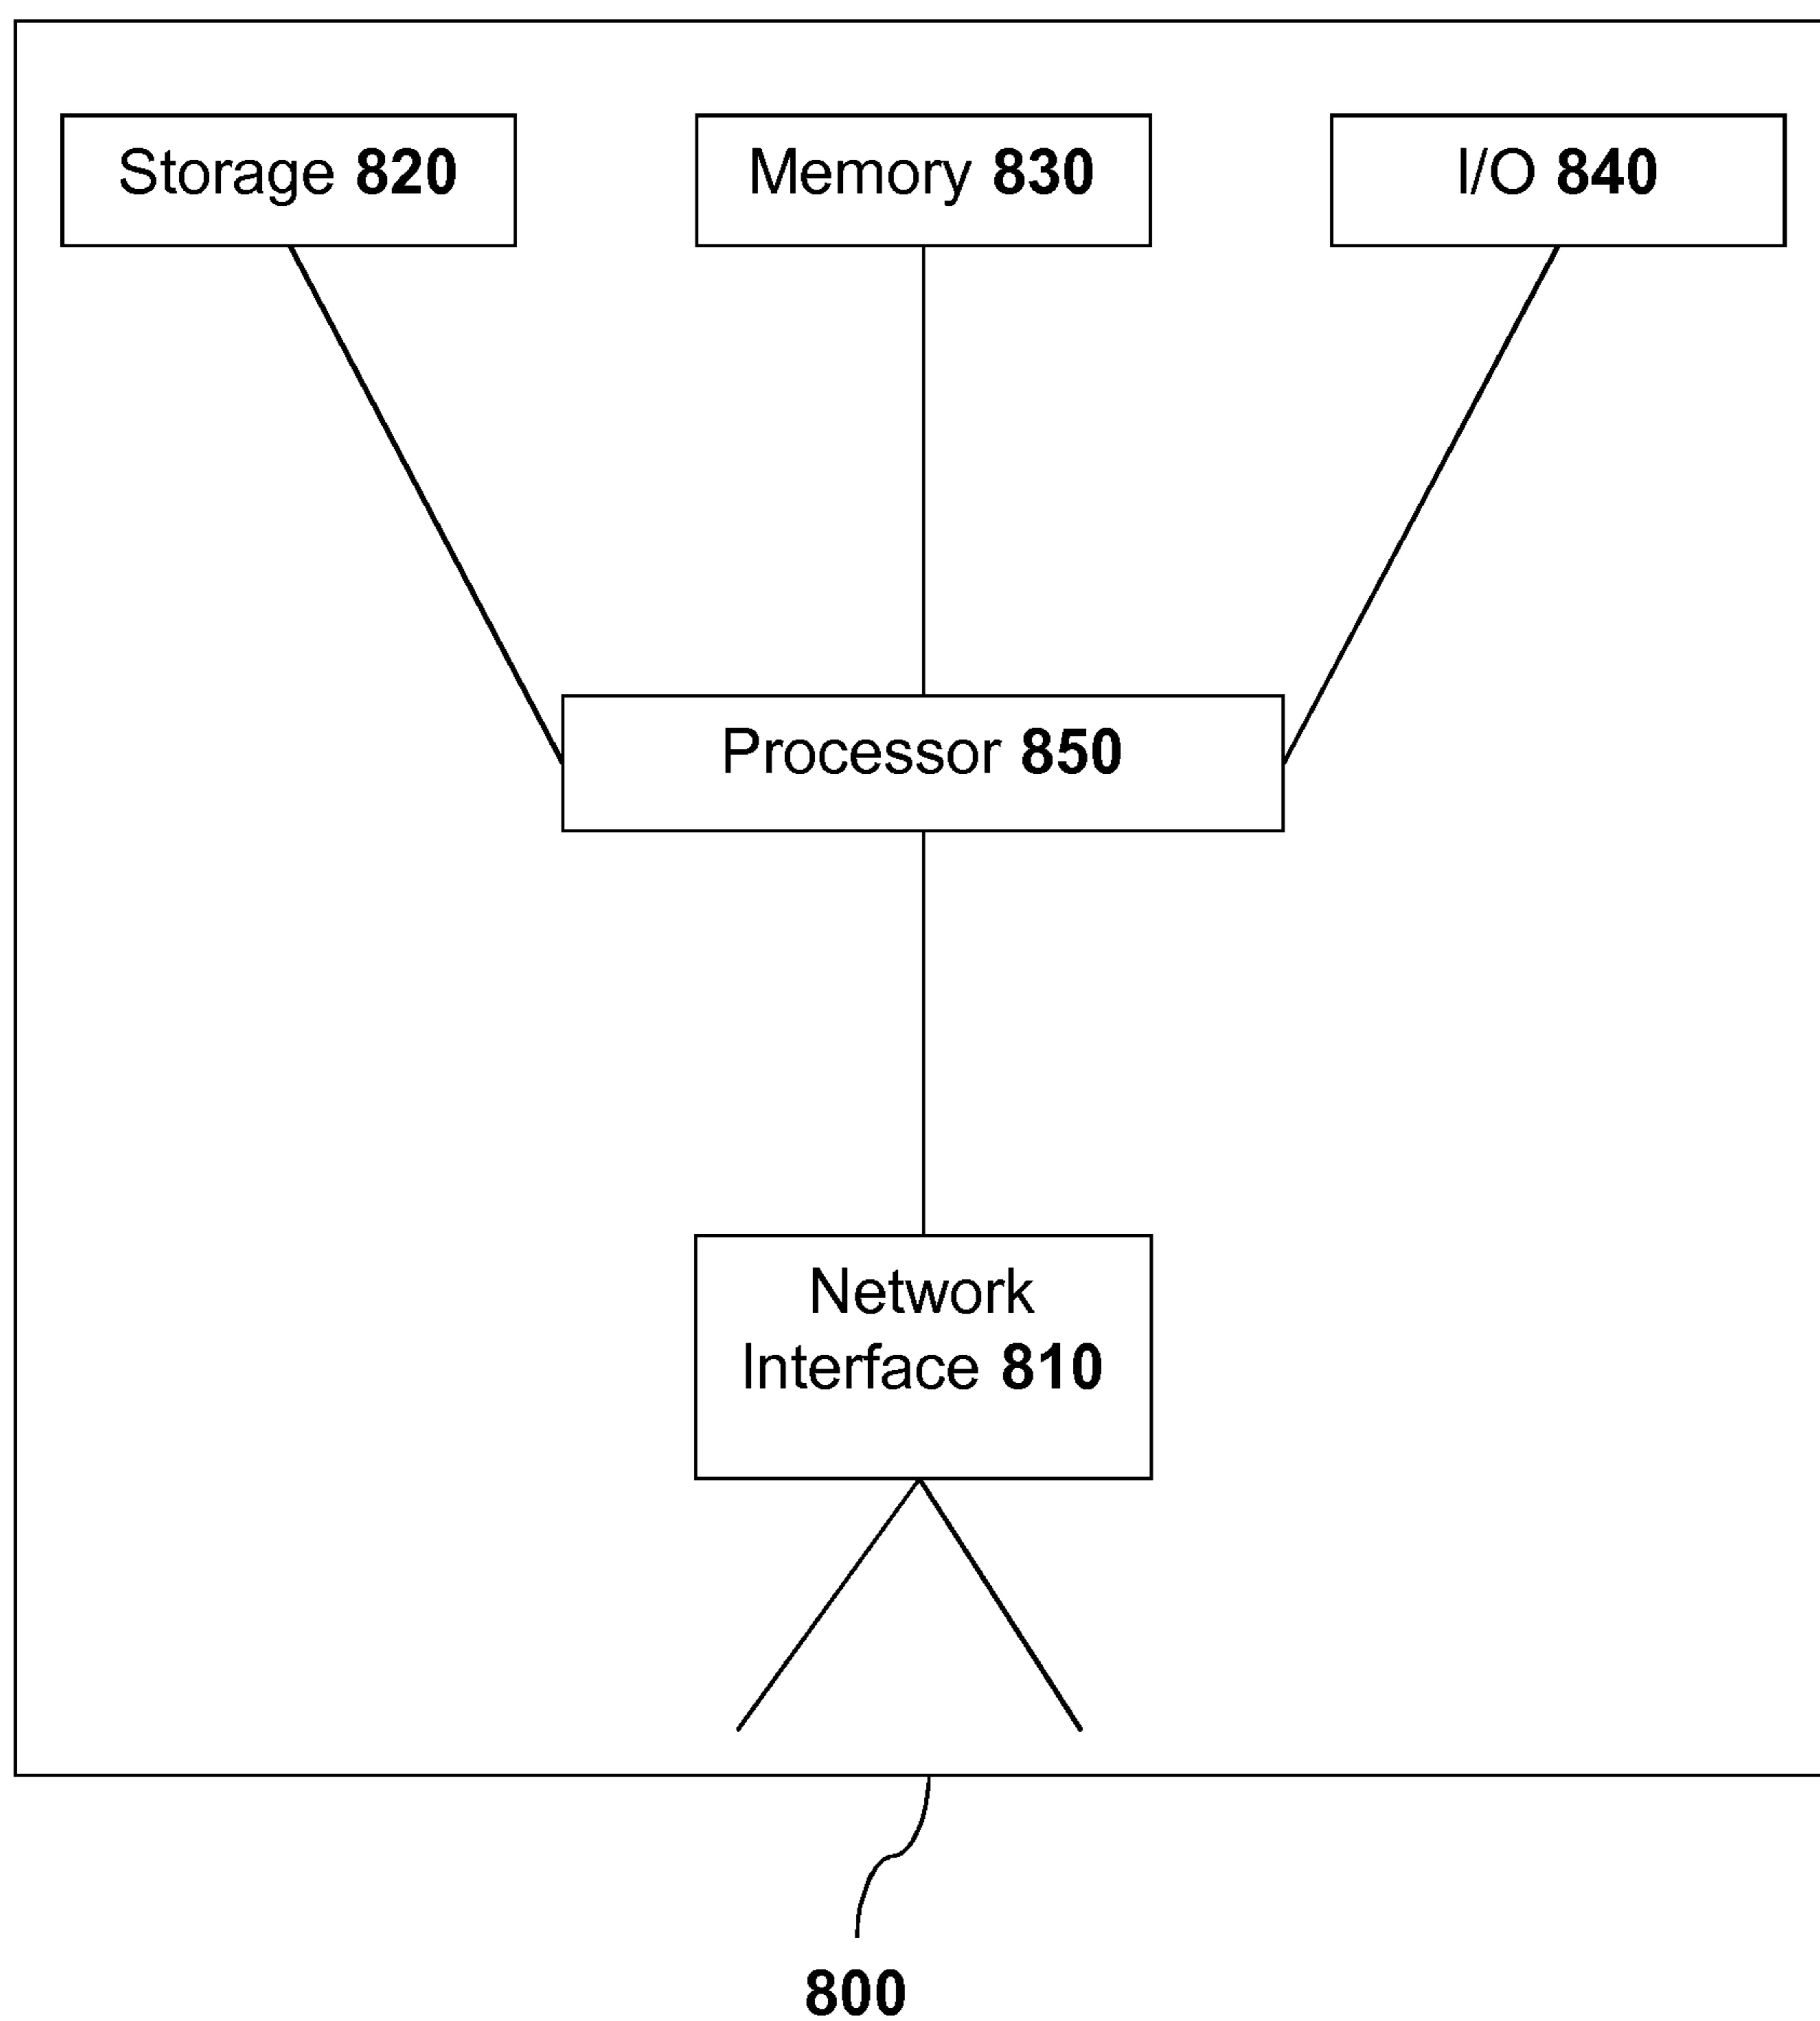 Storage 820
Memory 830
I/O 840
Processor 850
Network
Interface 810
800